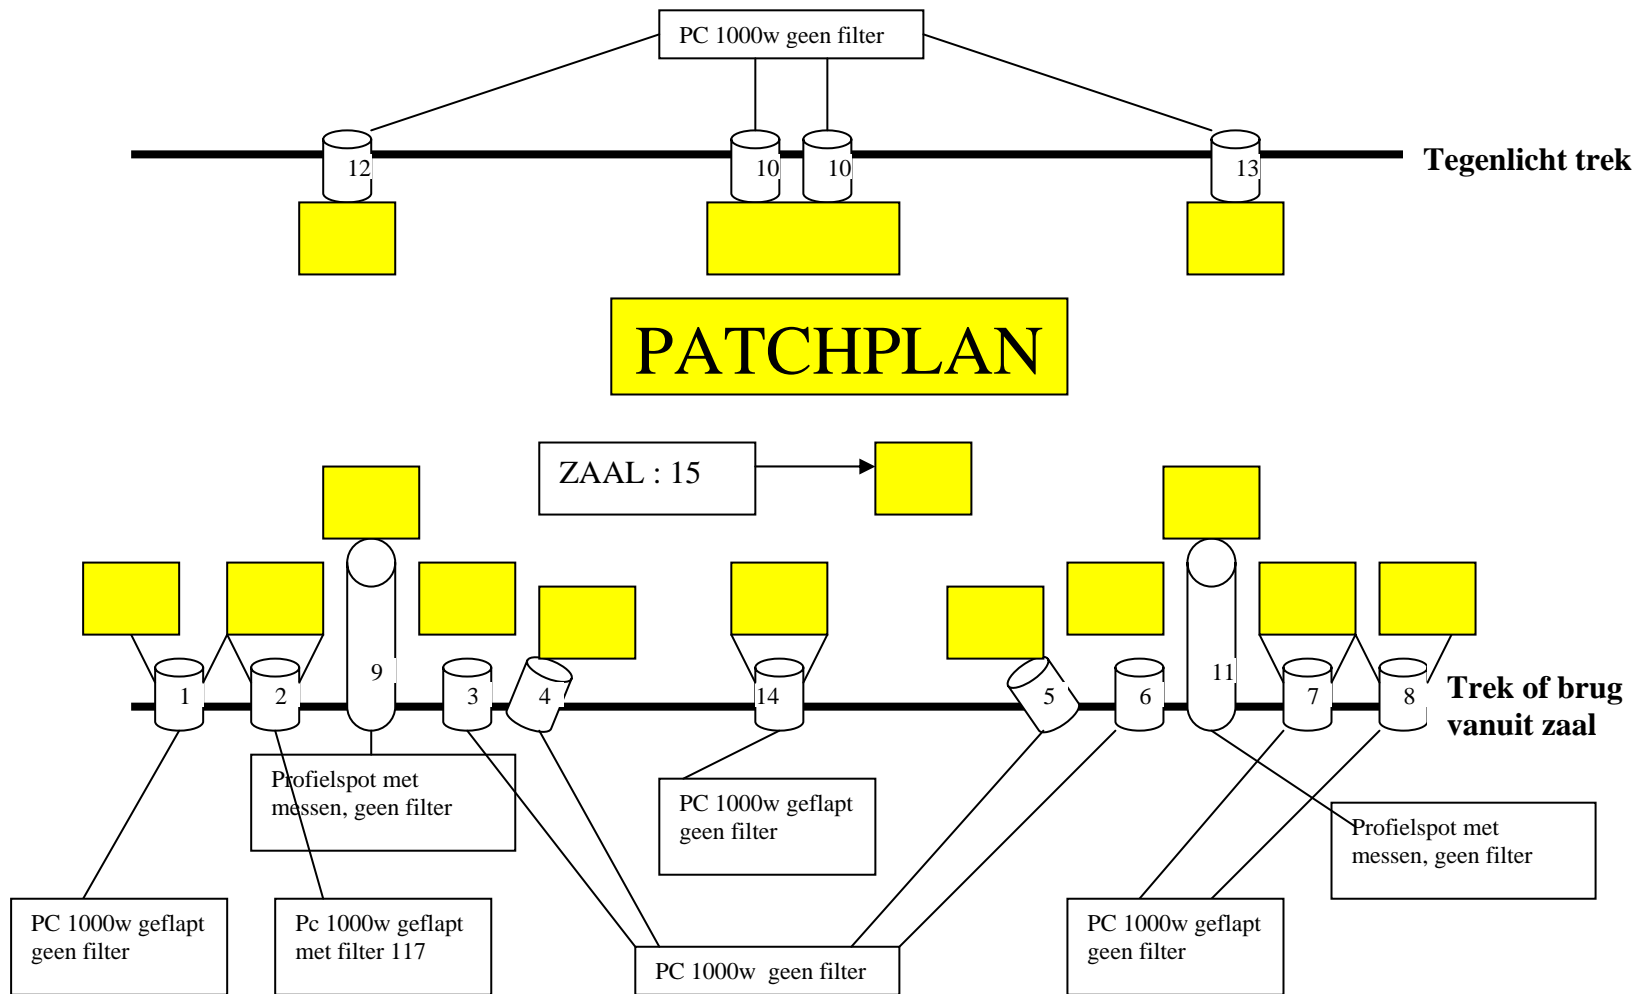 PC 1000w geen filter
12
10
10
13
Tegenlicht trek
PATCHPLAN
ZAAL : 15
1
2
9
3
4
14
5
6
11
7
8
Trek of brug
vanuit zaal
Profielspot met
messen, geen filter
PC 1000w geflapt
geen filter
Profielspot met
messen, geen filter
PC 1000w geflapt
geen filter
Pc 1000w geflapt
met filter 117
PC 1000w  geen filter
PC 1000w geflapt
geen filter